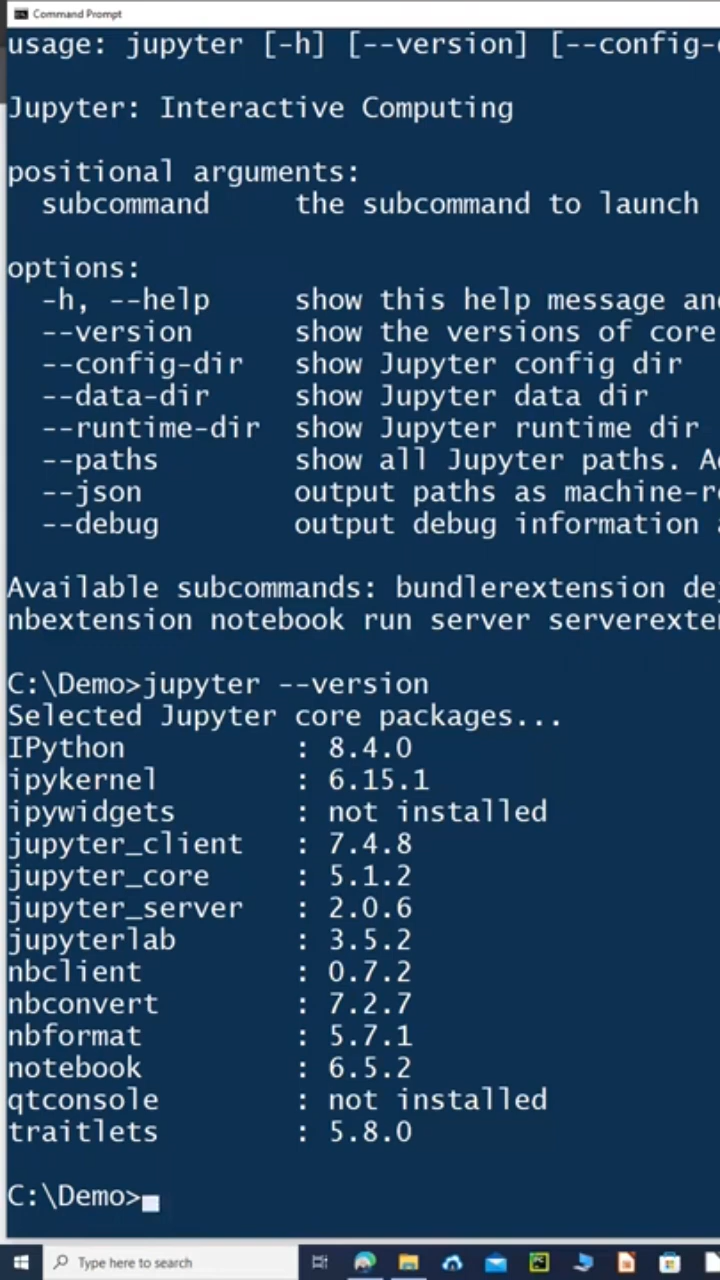 Command Prompt
usage: jupyter [-h] [--version] [--config-
Jupyter: Interactive Computing
positional arguments:
subcommand the subcommand to launch
options:
-h, --help show this help message an
--version show the versions of core
--config-dir show Jupyter config dir
--data-dir show Jupyter data dir
--runtime-dir show Jupyter runtime dir
--paths show all Jupyter paths. A
--json output paths as machine-r
--debug output debug information
Available subcommands: bundlerextension de
nbextension notebook run server serverexte
C:\Demo>jupyter --version
Selected Jupyter core packages...
IPython : 8.4.0
ipykernel : 6.15.1
ipywidgets : not installed
jupyter_client : 7.4.8
jupyter_core : 5.1.2
jupyter_server : 2.0.6
jupyterlab : 3.5.2
nbclient : 0.7.2
nbconvert : 7.2.7
nbformat : 5.7.1
notebook : 6.5.2
qtconsole : not installed
traitlets : 5.8.0
C:\Demo>
Type here to search